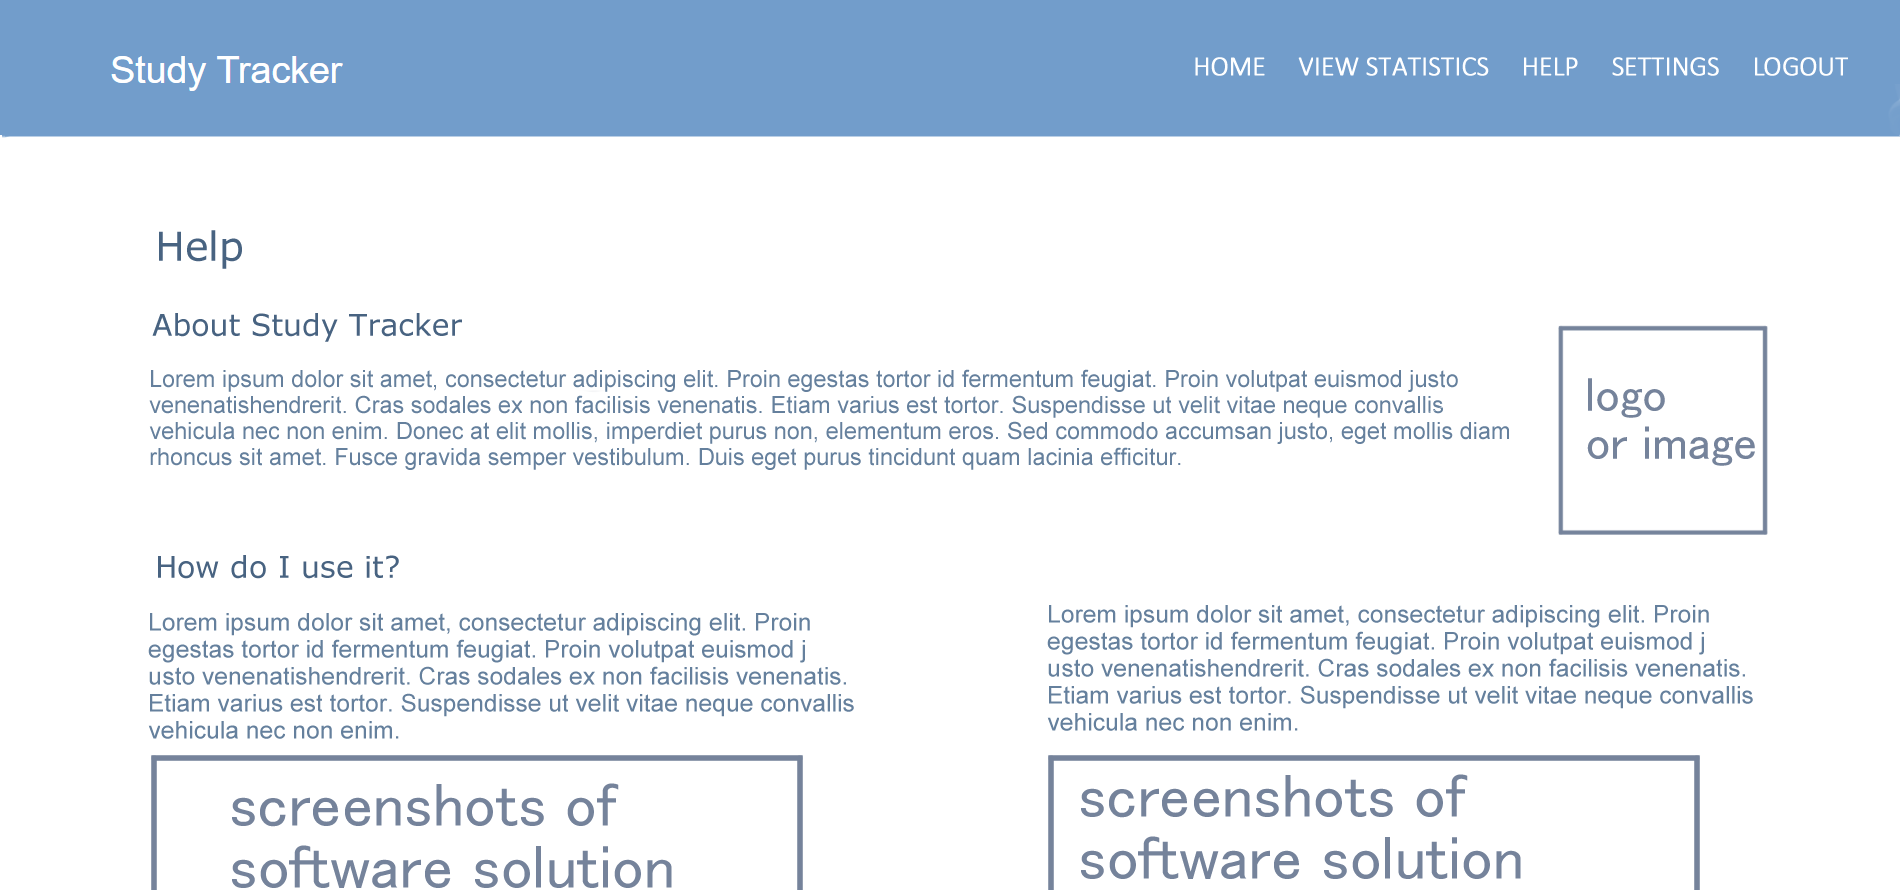 Study Tracker
HOME VIEW STATISTICS HELP SETTINGS LOGOUT
Help
About Study Tracker
Lorem ipsum dolor sit amet, consectetur adipiscing elit. Proin egestas tortor id fermentum feugiat. Proin volutpat euismod justo
venenatishendrerit. Cras sodales ex non facilisis venenatis. Etiam varius est tortor. Suspendisse ut velit vitae neque convallis
vehicula nec non enim. Donec at elit mollis, imperdiet purus non, elementum eros. Sed commodo accumsan justo, eget mollis diam
rhoncus sit amet. Fusce gravida semper vestibulum. Duis eget purus tincidunt quam lacinia efficitur.
logo
or image
How do I use it?
Lorem ipsum dolor sit amet, consectetur adipiscing elit. Proin
egestas tortor id fermentum feugiat. Proin volutpat euismod j
usto venenatishendrerit. Cras sodales ex non facilisis venenatis.
Etiam varius est tortor. Suspendisse ut velit vitae neque convallis
vehicula nec non enim.
screenshots of
software solution
Lorem ipsum dolor sit amet, consectetur adipiscing elit. Proin
egestas tortor id fermentum feugiat. Proin volutpat euismod j
usto venenatishendrerit. Cras sodales ex non facilisis venenatis.
Etiam varius est tortor. Suspendisse ut velit vitae neque convallis
vehicula nec non enim.
screenshots of
software solution